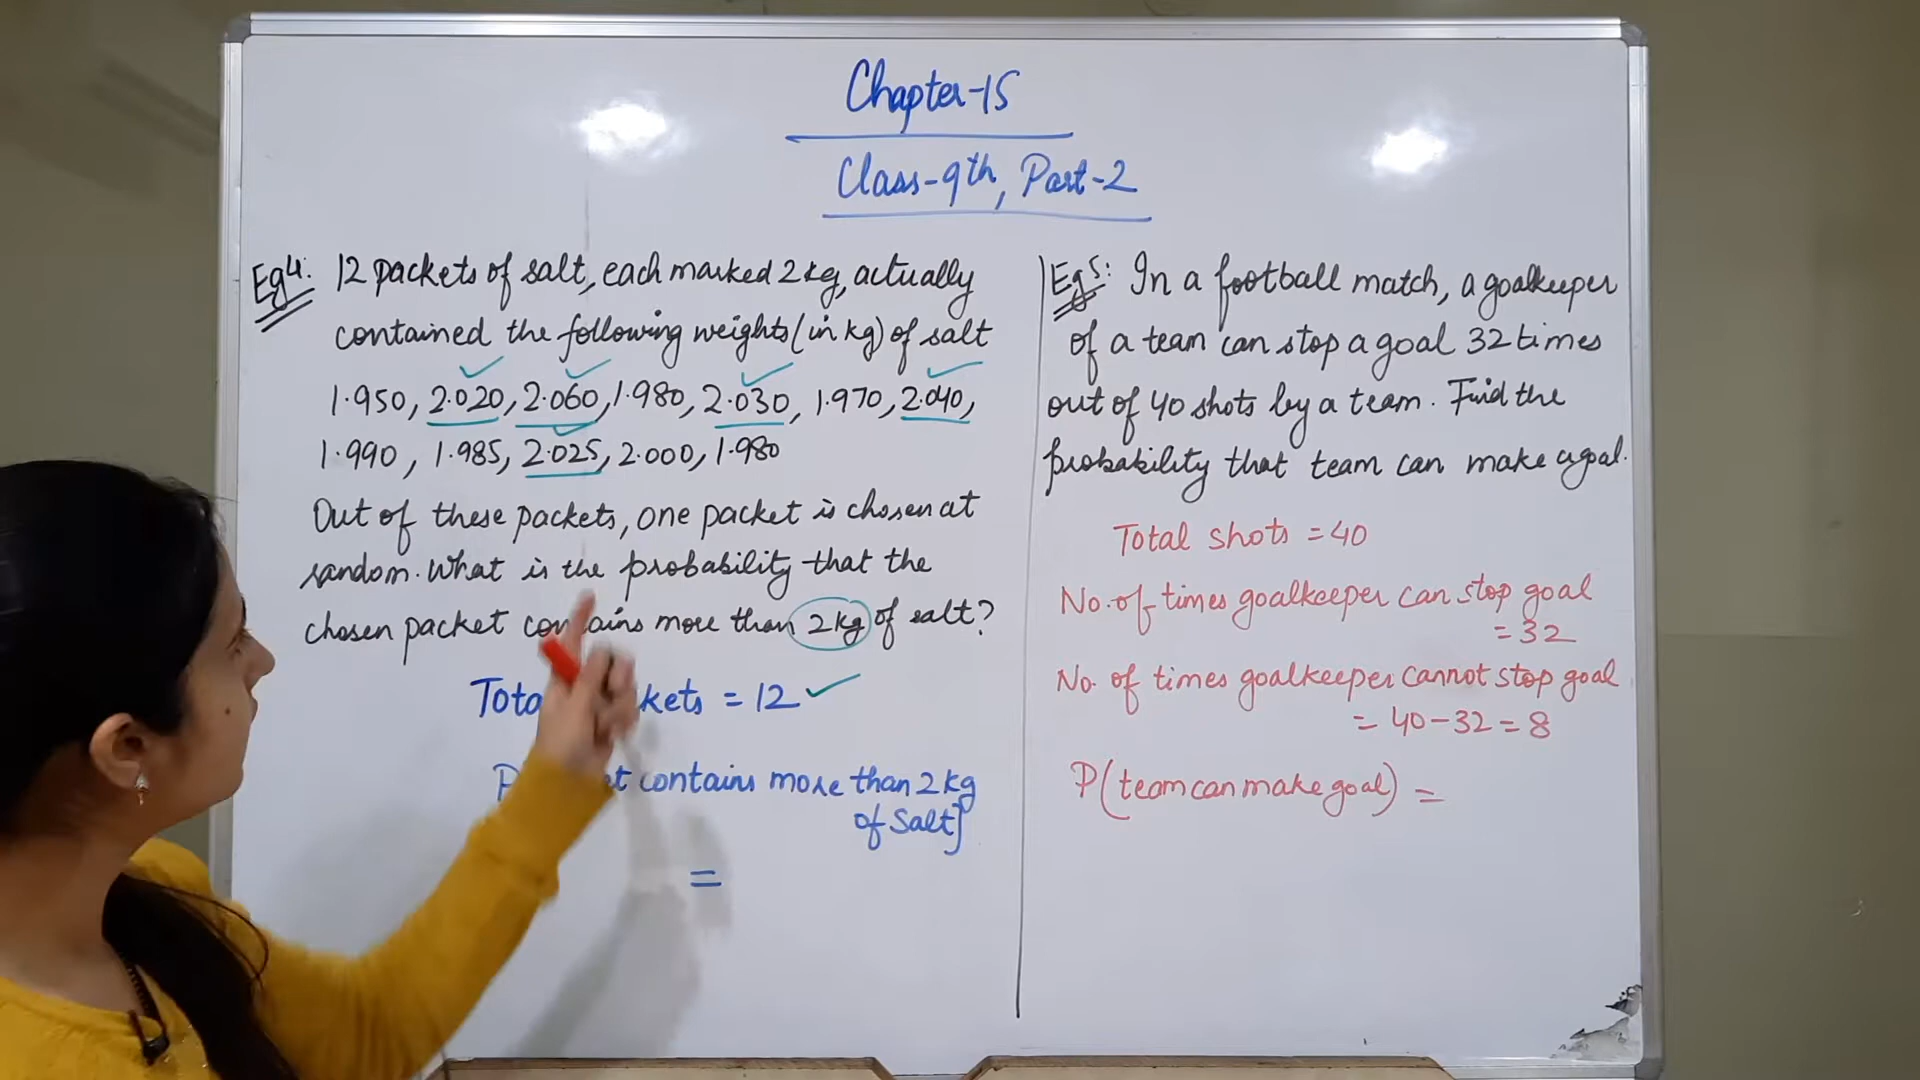 Chapter-15
Class-9th, Part-2
Eg4: 12 packets of salt, each marked 2kg, actually
contained the following weights (in kg) of salt
1.950, 2.020, 2.060, 1.980, 2.030, 1.970, 2.040,
1.990, 1.985, 2.025, 2.000, 1.980
Out of these packets, one packet is chosen at
random. What is the probability that the
chosen packet contains more than 2kg of salt?
= 12
contains more than 2kg
of Salt]
=
Eg5: In a football match, a goalkeeper
of a team can stop a goal 32 times
out of 40 shots by a team. Find the
probability that team can make a goal.
Total shots = 40
No. of times goalkeeper can stop goal
= 32
No. of times goalkeeper cannot stop goal
= 40-32 = 8
P(team can make goal) =